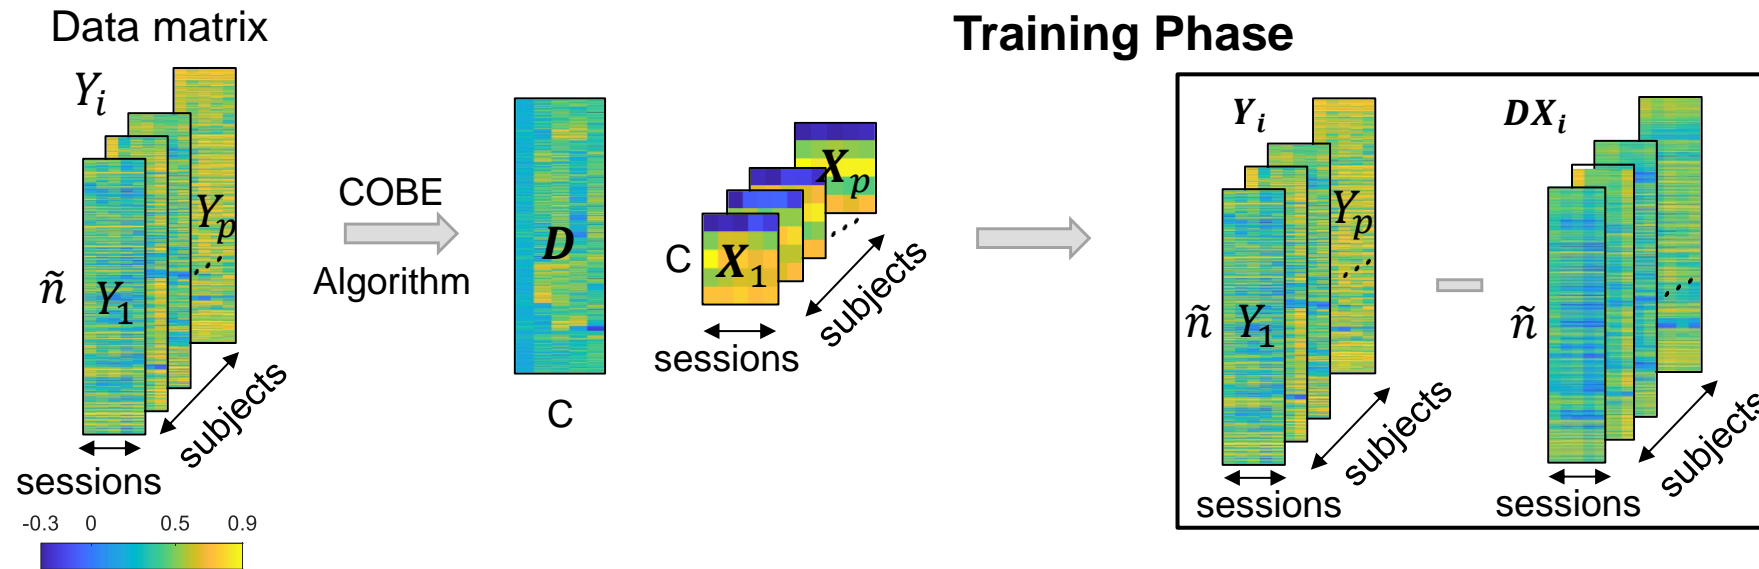 Training Phase
Data matrix
Y_i
Y_p
ñ
Y_1
subjects
sessions
-0.3 0 0.5 0.9
COBE
Algorithm
D
C
X_p
C
X_1
subjects
sessions
Y_i
Y_p
ñ
Y_1
subjects
sessions
DX_i
ñ
subjects
sessions